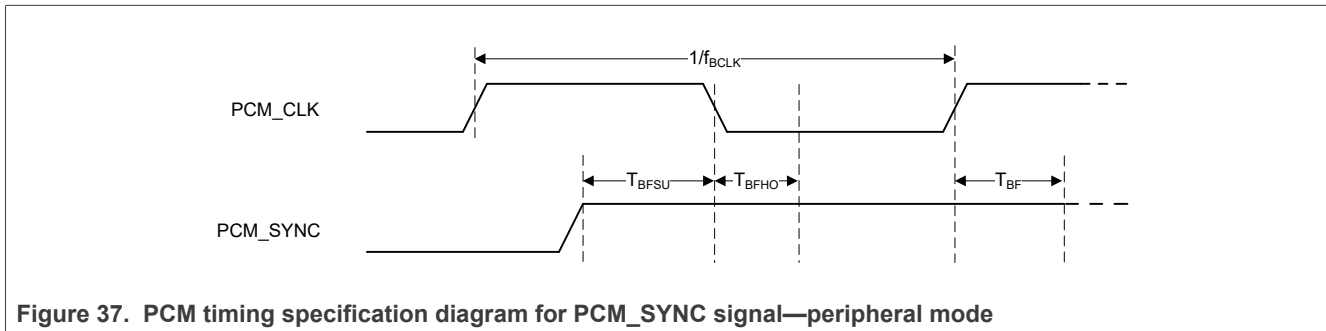 1/fBCLK
PCM_CLK
TBFSU
TBFHO
TBF
PCM_SYNC
Figure 37. PCM timing specification diagram for PCM_SYNC signal—peripheral mode